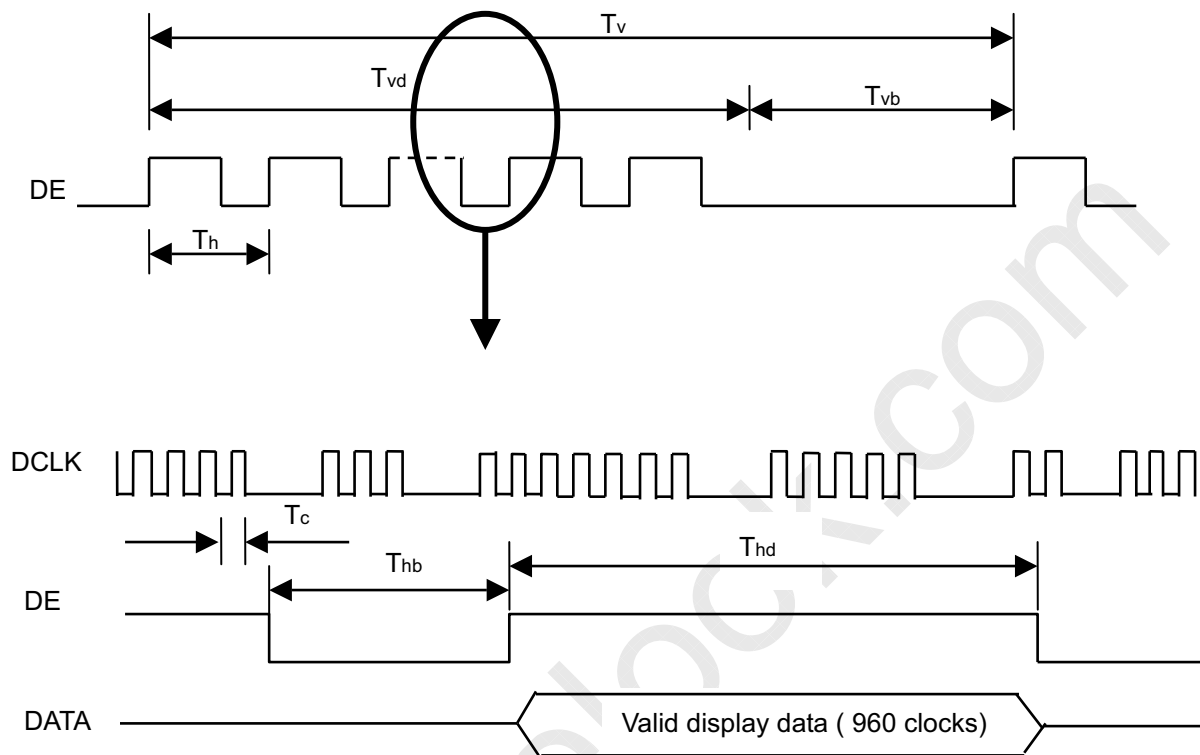 Tv
Tvd
Tvb
DE
Th
DCLK
Tc
Thb
Thd
DE
DATA
Valid display data ( 960 clocks)